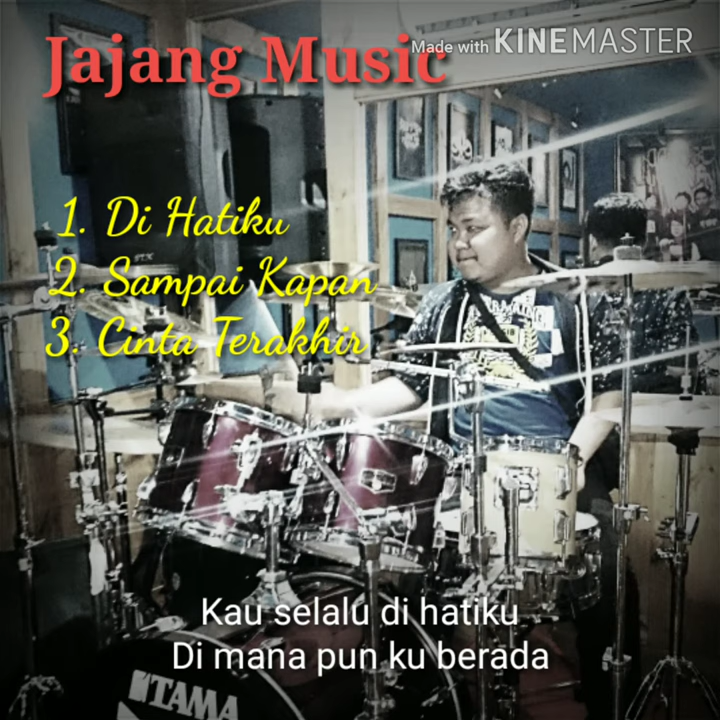 Jajang Music
Made with KINEMASTER
1. Di Hatiku
2. Sampai Kapan
3. Cinta Terakhir
Kau selalu di hatiku
Di mana pun ku berada
TAMA